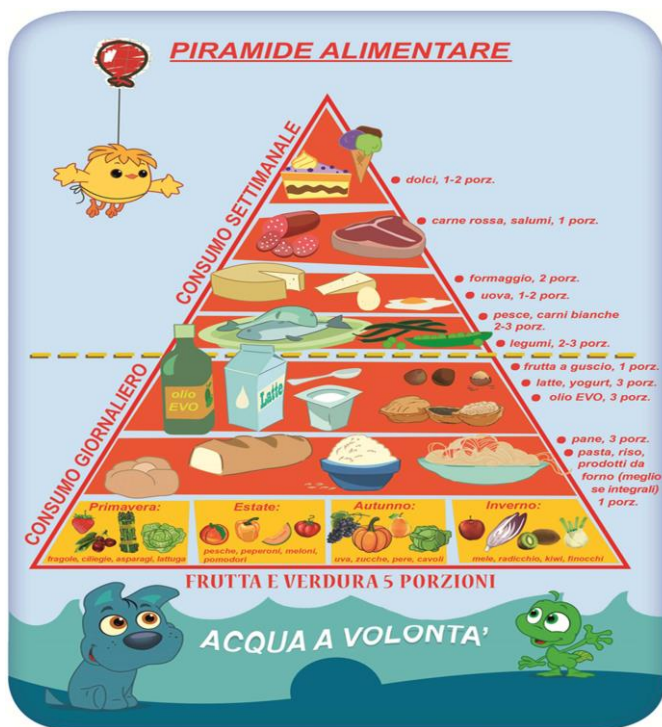 PIRAMIDE ALIMENTARE
CONSUMO SETTIMANALE
dolci, 1-2 porz.
carne rossa, salumi, 1 porz.
formaggio, 2 porz.
uova, 1-2 porz.
pesce, carni bianche
2-3 porz.
legumi, 2-3 porz.
CONSUMO GIORNALIERO
olio
EVO
Latte
frutta a guscio, 1 porz.
latte, yogurt, 3 porz.
olio EVO, 3 porz.
pane, 3 porz.
pasta, riso,
prodotti da
forno (meglio
se integrali)
1 porz.
Primavera:
fragole, ciliegie, asparagi, lattuga
Estate:
pesche, peperoni, meloni,
pomodori
Autunno:
uva, zucche, pere, cavoli
Inverno:
mele, radicchio, kiwi, finocchi
FRUTTA E VERDURA 5 PORZIONI
ACQUA A VOLONTA'